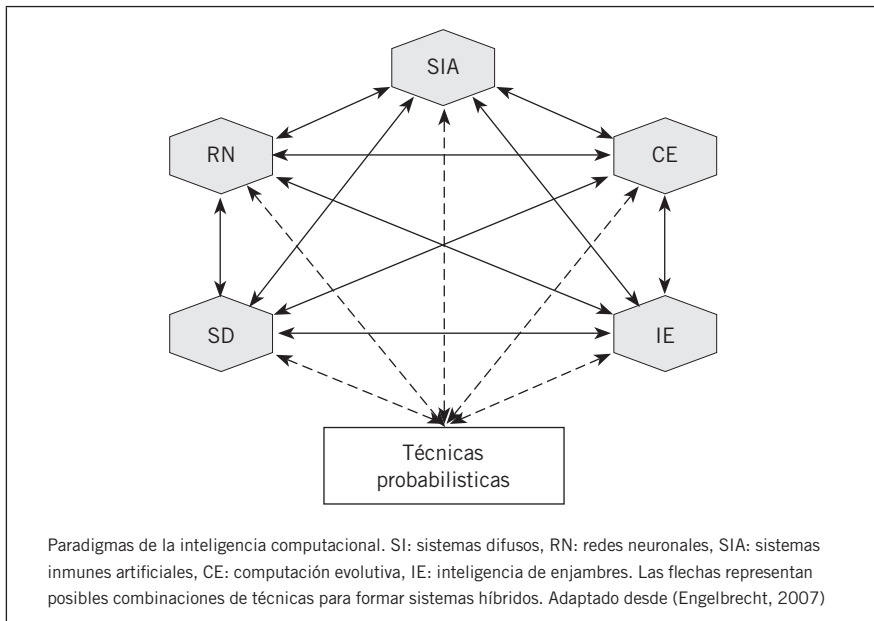 SIA
RN
CE
SD
IE
Técnicas
probabilisticas
Paradigmas de la inteligencia computacional. SI: sistemas difusos, RN: redes neuronales, SIA: sistemas
inmunes artificiales, CE: computación evolutiva, IE: inteligencia de enjambres. Las flechas representan
posibles combinaciones de técnicas para formar sistemas híbridos. Adaptado desde (Engelbrecht, 2007)